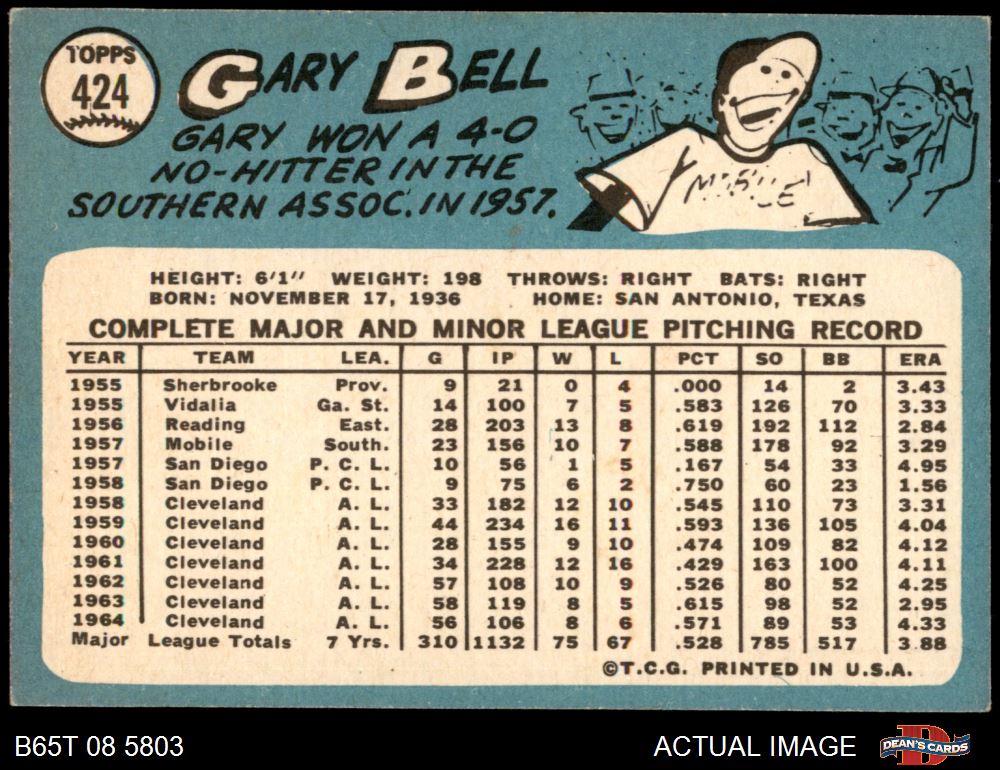 TOPPS
424
GARY BELL
GARY WON A 4-0
NO-HITTER IN THE
SOUTHERN ASSOC. IN 1957.
MOBILE
HEIGHT: 6'1" WEIGHT: 198 THROWS: RIGHT BATS: RIGHT
BORN: NOVEMBER 17, 1936 HOME: SAN ANTONIO, TEXAS
COMPLETE MAJOR AND MINOR LEAGUE PITCHING RECORD
YEAR TEAM LEA. G IP W L PCT SO BB ERA
1955 Sherbrooke Prov. 9 21 0 4 .000 14 2 3.43
1955 Vidalia Ga. St. 14 100 7 5 .583 126 70 3.33
1956 Reading East. 28 203 13 8 .619 192 112 2.84
1957 Mobile South. 23 156 10 7 .588 178 92 3.29
1957 San Diego P. C. L. 10 56 1 5 .167 54 33 4.95
1958 San Diego P. C. L. 9 75 6 2 .750 60 23 1.56
1958 Cleveland A. L. 33 182 12 10 .545 110 73 3.31
1959 Cleveland A. L. 44 234 16 11 .593 136 105 4.04
1960 Cleveland A. L. 28 155 9 10 .474 109 82 4.12
1961 Cleveland A. L. 34 228 12 16 .429 163 100 4.11
1962 Cleveland A. L. 57 108 10 9 .526 80 52 4.25
1963 Cleveland A. L. 58 119 8 5 .615 98 52 2.95
1964 Cleveland A. L. 56 106 8 6 .571 89 53 4.33
Major League Totals 7 Yrs. 310 1132 75 67 .528 785 517 3.88
©T.C.G. PRINTED IN U.S.A.
B65T 08 5803 ACTUAL IMAGE DEAN'S CARDS